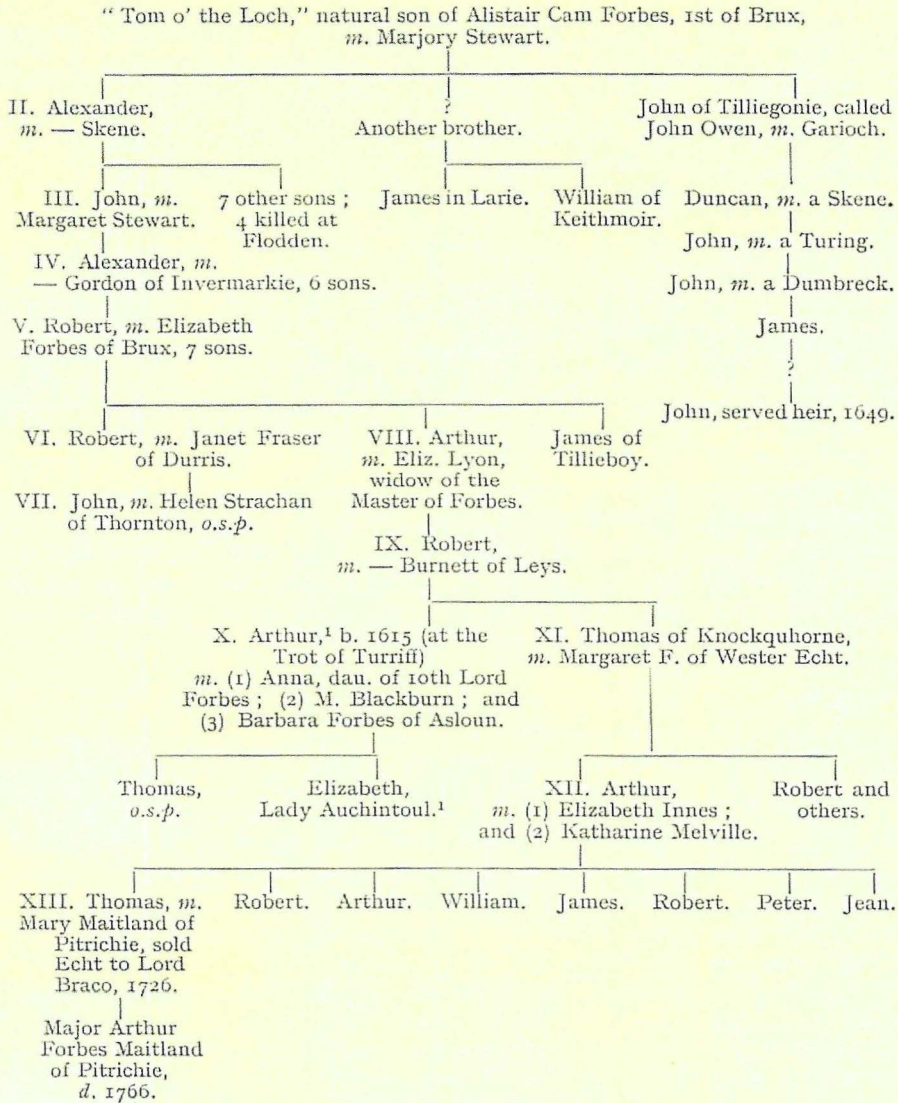 " Tom o' the Loch," natural son of Alistair Cam Forbes, 1st of Brux,
m. Marjory Stewart.
II. Alexander,
m. — Skene.
?
Another brother.
John of Tilliegonie, called
John Owen, m. Garioch.
III. John, m.
Margaret Stewart.
7 other sons ;
4 killed at
Flodden.
James in Larie.
William of
Keithmoir.
Duncan, m. a Skene.
John, m. a Turing.
IV. Alexander, m.
— Gordon of Invermarkie, 6 sons.
John, m. a Dumbreck.
V. Robert, m. Elizabeth
Forbes of Brux, 7 sons.
James.
?
John, served heir, 1649.
VI. Robert, m. Janet Fraser
of Durris.
VIII. Arthur,
m. Eliz. Lyon,
widow of the
Master of Forbes.
James of
Tillieboy.
VII. John, m. Helen Strachan
of Thornton, o.s.p.
IX. Robert,
m. — Burnett of Leys.
X. Arthur,¹ b. 1615 (at the
Trot of Turriff)
m. (1) Anna, dau. of 10th Lord
Forbes ; (2) M. Blackburn ; and
(3) Barbara Forbes of Asloun.
XI. Thomas of Knockquhorne,
m. Margaret F. of Wester Echt.
Thomas,
o.s.p.
Elizabeth,
Lady Auchintoul.¹
XII. Arthur,
m. (1) Elizabeth Innes ;
and (2) Katharine Melville.
Robert and
others.
XIII. Thomas, m.
Mary Maitland of
Pitrichie, sold
Echt to Lord
Braco, 1726.
Robert.
Arthur.
William.
James.
Robert.
Peter.
Jean.
Major Arthur
Forbes Maitland
of Pitrichie,
d. 1766.